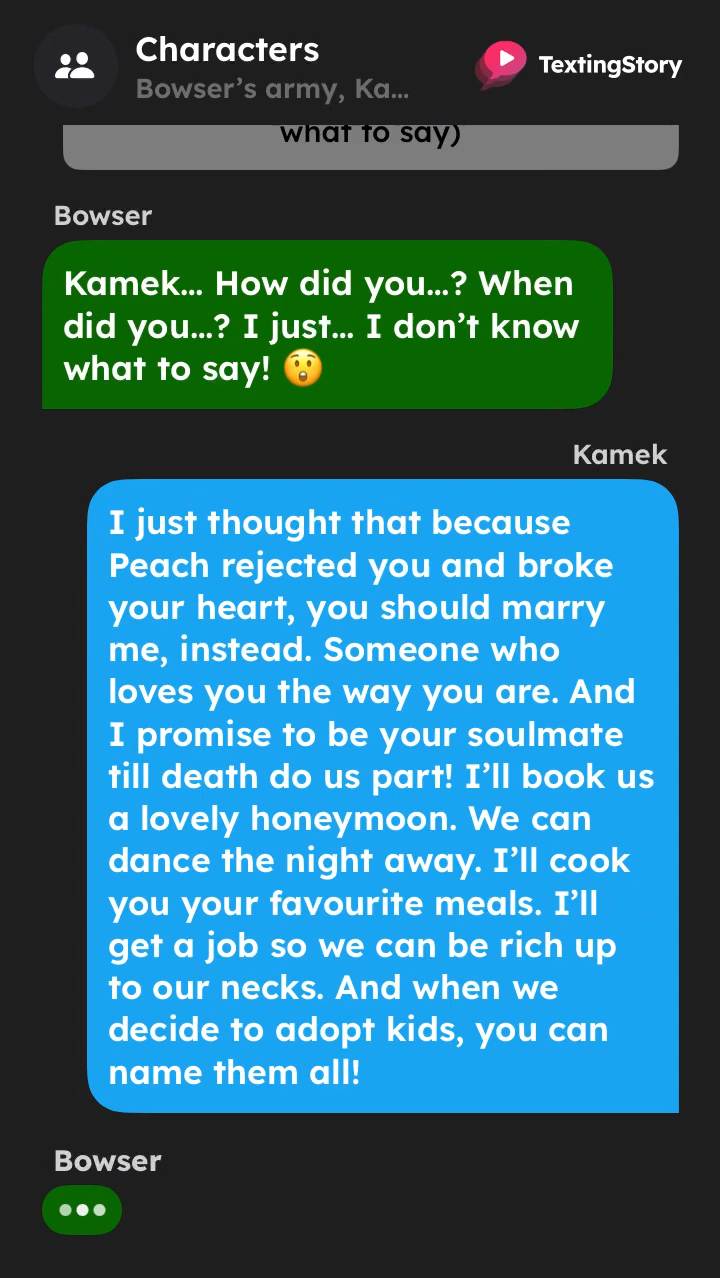 Characters
Bowser’s army, Ka...
TextingStory
what to say)
Bowser
Kamek... How did you...? When
did you...? I just... I don’t know
what to say! 😲
Kamek
I just thought that because
Peach rejected you and broke
your heart, you should marry
me, instead. Someone who
loves you the way you are. And
I promise to be your soulmate
till death do us part! I’ll book us
a lovely honeymoon. We can
dance the night away. I’ll cook
you your favourite meals. I’ll
get a job so we can be rich up
to our necks. And when we
decide to adopt kids, you can
name them all!
Bowser